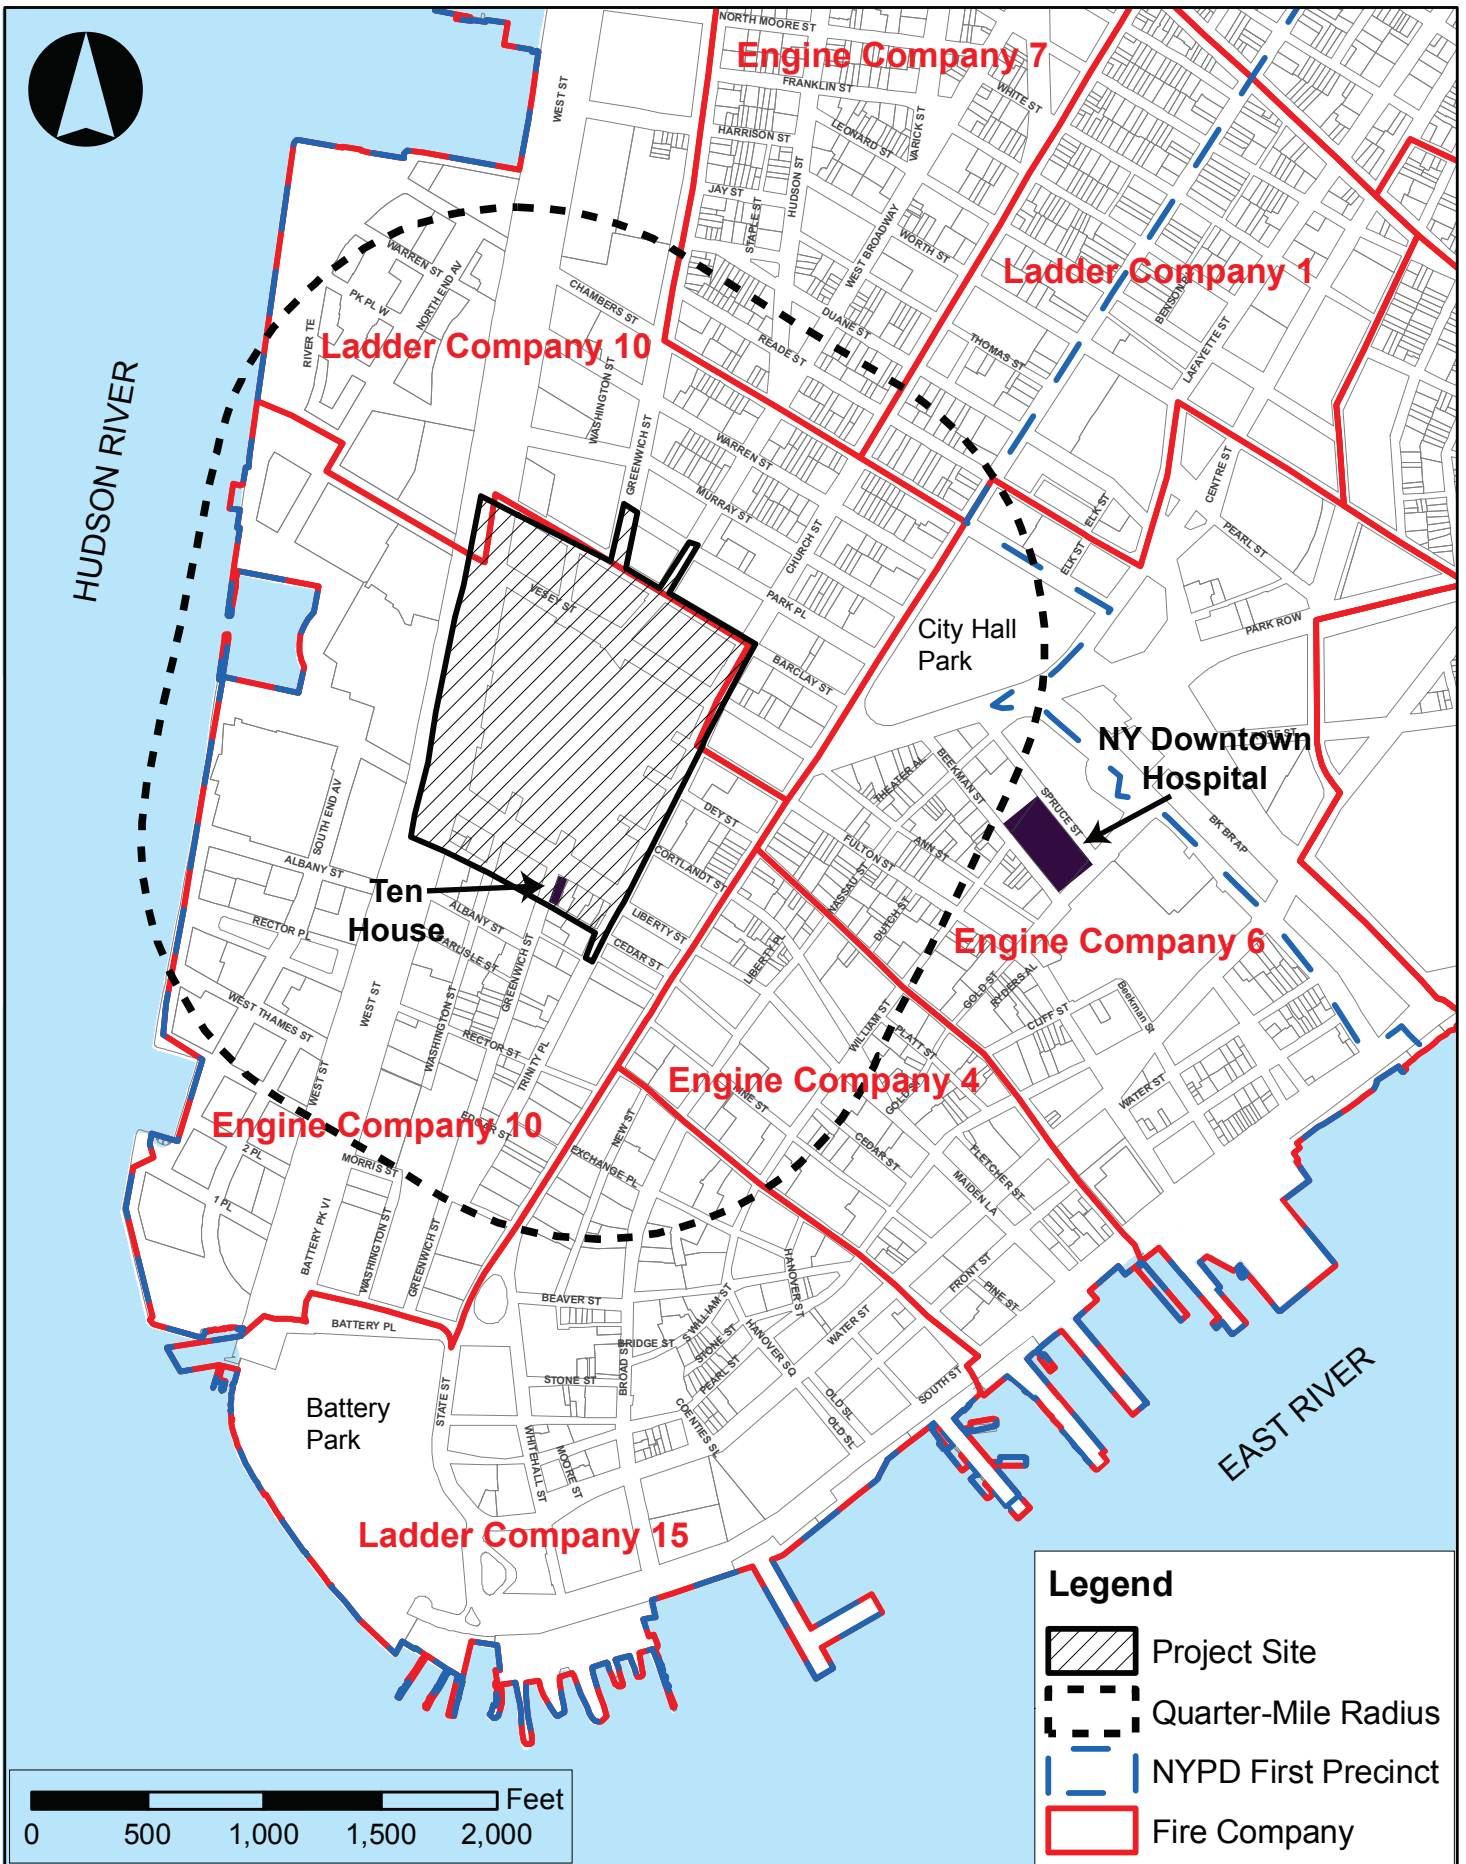 NORTH MOORE ST
Engine Company 7
FRANKLIN ST
WHITE ST
WEST ST
HARRISON ST
LEONARD ST
VARICK ST
JAY ST
HUDSON ST
STAPLE ST
WEST BROADWAY
WORTH ST
Ladder Company 1
WARREN ST
NORTH END AV
PK PL W
RIVER TE
CHAMBERS ST
DUANE ST
READE ST
THOMAS ST
LAFAYETTE ST
Ladder Company 10
WASHINGTON ST
GREENWICH ST
WARREN ST
MURRAY ST
CHURCH ST
HUDSON RIVER
CENTRE ST
ELK ST
ELK ST
PEARL ST
VESEY ST
PARK PL
PARK ROW
City Hall
Park
BARCLAY ST
NY Downtown
Hospital
THEATER AL
BEEKMAN ST
SPRUCE ST
BK BR AP
SOUTH END AV
DEY ST
FULTON ST
ANN ST
ALBANY ST
CORTLANDT ST
NASSAU ST
DUTCH ST
Ten
House
ALBANY ST
LIBERTY ST
RECTOR PL
CARLISLE ST
CEDAR ST
LIBERTY PL
GREENWICH ST
Engine Company 6
GOLD ST
RYDERS AL
CLIFF ST
Beekman St
WEST THAMES ST
WEST ST
WASHINGTON ST
RECTOR ST
TRINITY PL
WILLIAM ST
PLATT ST
Engine Company 4
GOLD ST
PINE ST
WATER ST
WEST ST
Engine Company 10
EDGAR ST
NEW ST
EXCHANGE PL
CEDAR ST
FLETCHER ST
MAIDEN LA
2 PL
1 PL
MORRIS ST
BATTERY PK VI
WASHINGTON ST
GREENWICH ST
HANOVER ST
FRONT ST
PINE ST
BEAVER ST
S WILLIAM ST
WATER ST
BATTERY PL
BRIDGE ST
STONE ST
HANOVER SQ
BROAD ST
PEARL ST
STONE ST
SOUTH ST
OLD SL
OLD SL
STATE ST
COENTIES SL
Battery
Park
WHITEHALL ST
MOORE ST
EAST RIVER
Ladder Company 15
Legend
Project Site
Quarter-Mile Radius
NYPD First Precinct
Fire Company
Feet
0 500 1,000 1,500 2,000